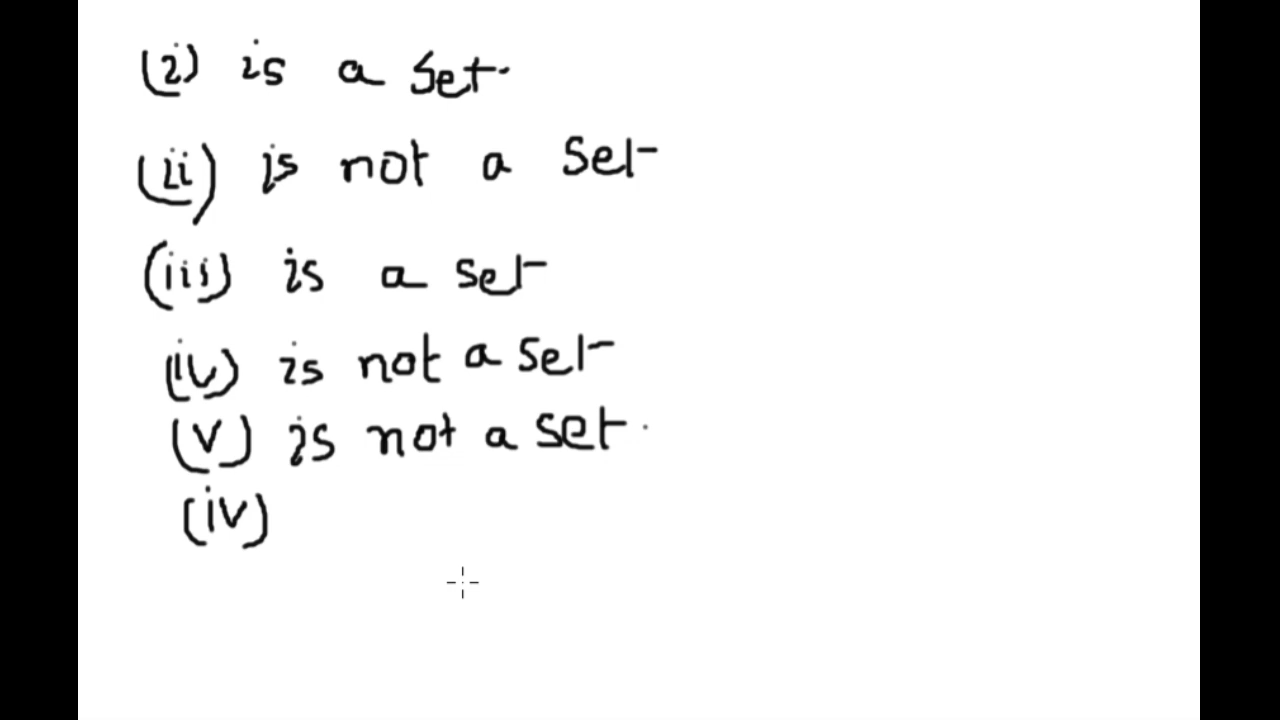 (i) is a set.
(ii) is not a set
(iii) is a set
(iv) is not a set
(v) is not a set.
(iv)